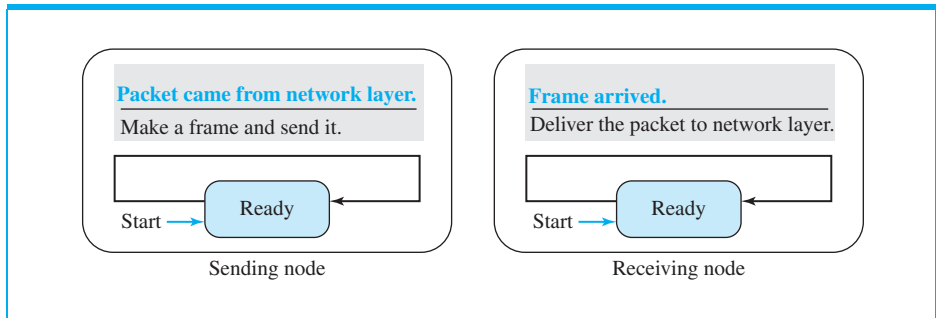 Packet came from network layer.
Make a frame and send it.
Ready
Start
Sending node
Frame arrived.
Deliver the packet to network layer.
Ready
Start
Receiving node